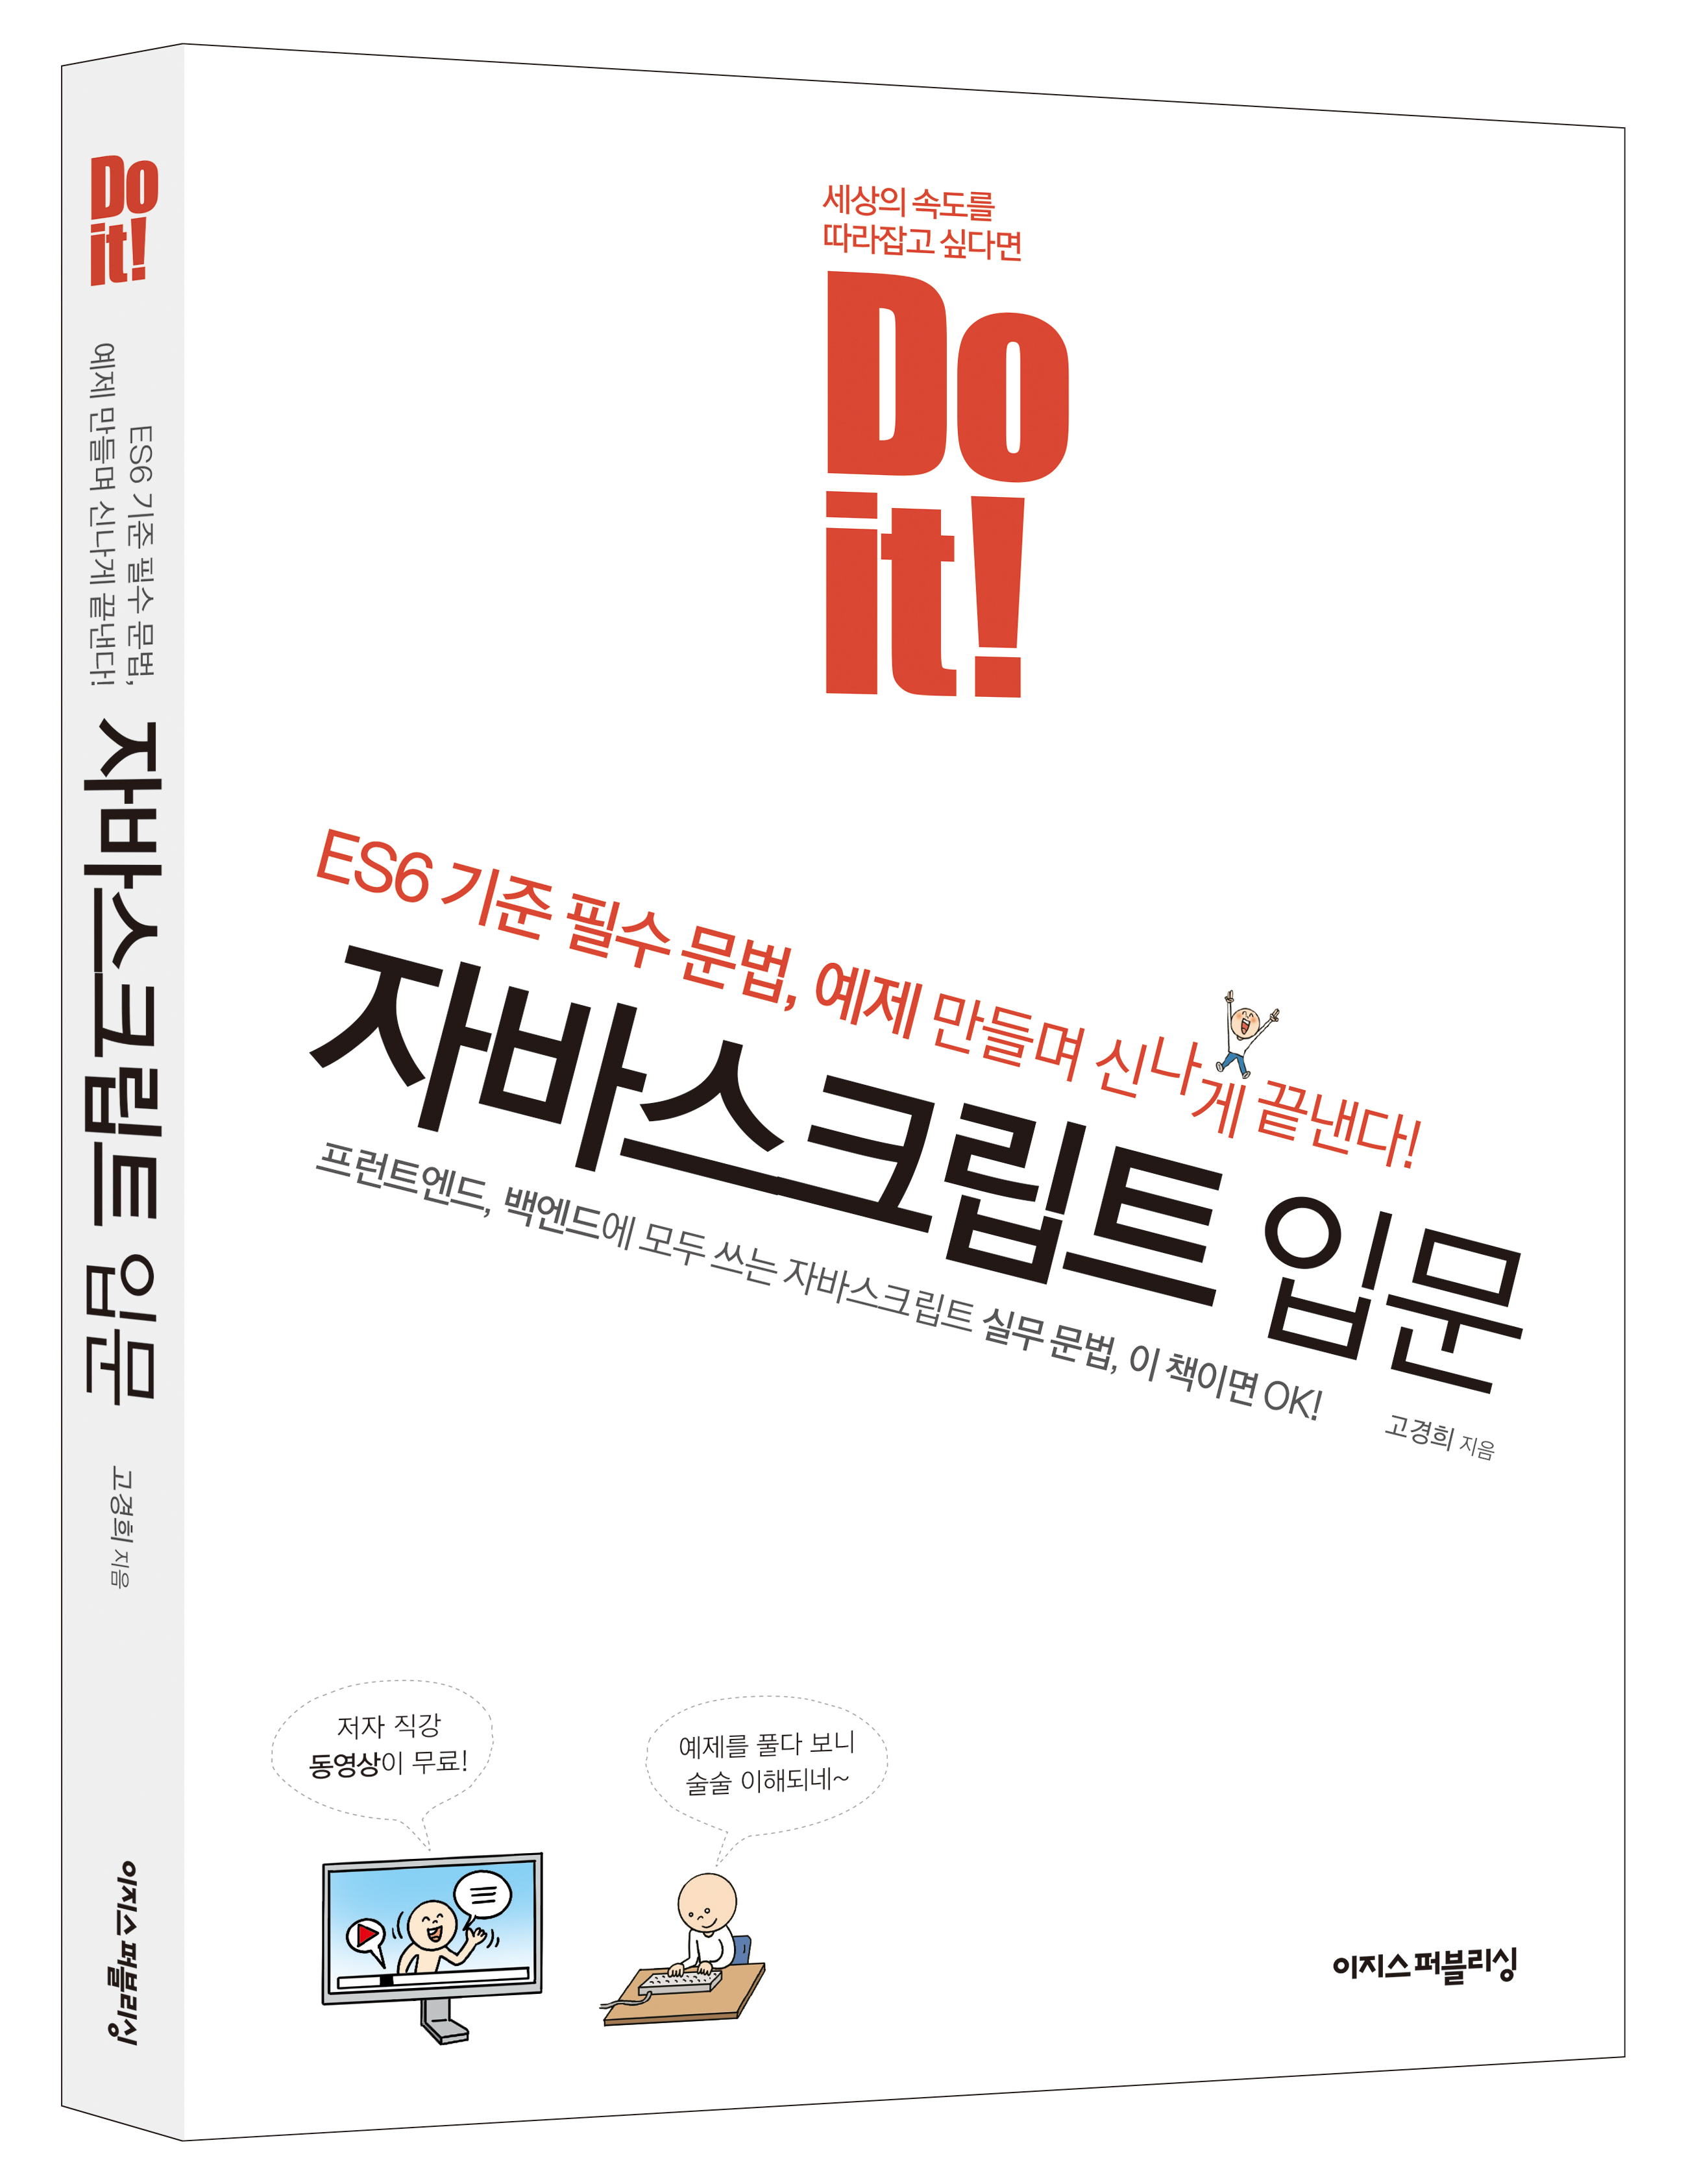 Do
it!
ES6 기준 필수 문법,
예제 만들며 신나게 끝낸다!
자바스크립트 입문
고경희 지음
이지스 퍼블리싱
세상의 속도를
따라잡고 싶다면
Do
it!
ES6 기준 필수 문법, 예제 만들며 신나게 끝낸다!
자바스크립트 입문
프런트엔드, 백엔드에 모두 쓰는 자바스크립트 실무 문법, 이 책이면 OK!
고경희 지음
저자 직강
동영상이 무료!
예제를 풀다 보니
술술 이해되네~
이지스 퍼블리싱